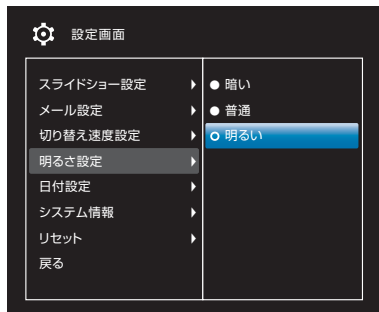 設定画面
スライドショー設定
メール設定
切り替え速度設定
明るさ設定
日付設定
システム情報
リセット
戻る
暗い
普通
明るい